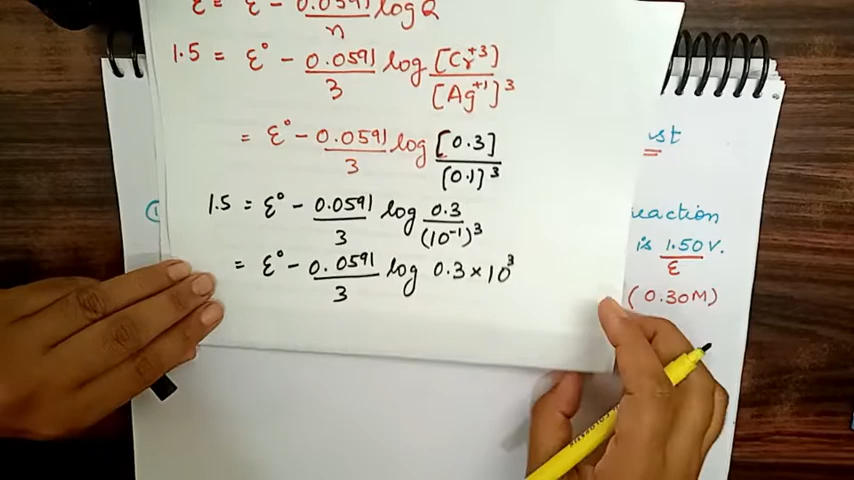 ε = ε - 0.0591/n log Q
1.5 = ε° - 0.0591/3 log [Cr+3]/[Ag+1]3
= ε° - 0.0591/3 log [0.3]/[0.1]3
1.5 = ε° - 0.0591/3 log 0.3/(10-1)3
= ε° - 0.0591/3 log 0.3×103
st
eaction
is 1.50V.
ε
(0.30M)